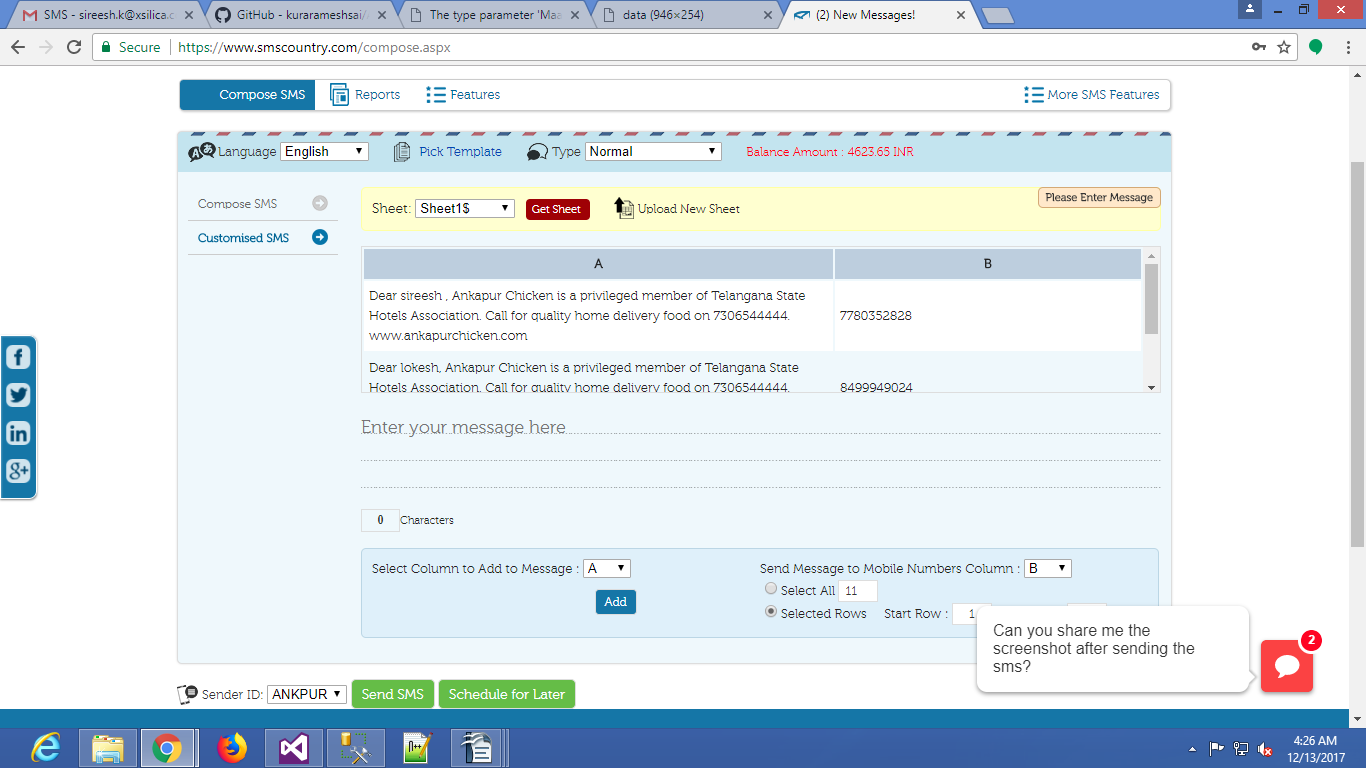 SMS - sireesh.k@xsilica.c
GitHub - kurarameshsai/
The type parameter 'Maa
data (946×254)
(2) New Messages!
Secure
https://www.smscountry.com/compose.aspx
Compose SMS
Reports
Features
More SMS Features
Language
English
Pick Template
Type
Normal
Balance Amount : 4623.65 INR
Compose SMS
Customised SMS
Sheet:
Sheet1$
Get Sheet
Upload New Sheet
Please Enter Message
A
B
Dear sireesh , Ankapur Chicken is a privileged member of Telangana State
Hotels Association. Call for quality home delivery food on 7306544444.
www.ankapurchicken.com
7780352828
Dear lokesh, Ankapur Chicken is a privileged member of Telangana State
Hotels Association. Call for quality home delivery food on 7306544444.
8499949024
Enter your message here
0 Characters
Select Column to Add to Message : A
Add
Send Message to Mobile Numbers Column : B
Select All 11
Selected Rows Start Row : 1
Can you share me the
screenshot after sending the
sms?
2
Sender ID: ANKPUR
Send SMS
Schedule for Later
4:26 AM
12/13/2017